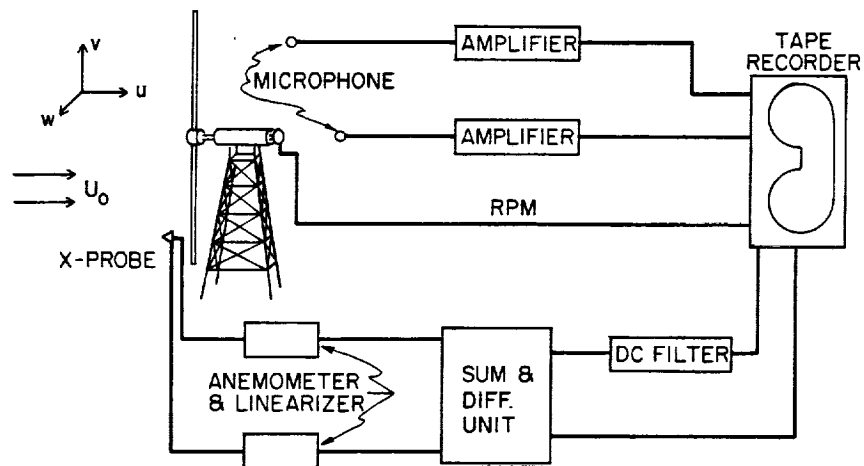 v
u
w
U₀
MICROPHONE
AMPLIFIER
AMPLIFIER
TAPE
RECORDER
RPM
X-PROBE
ANEMOMETER
& LINEARIZER
SUM &
DIFF.
UNIT
DC FILTER